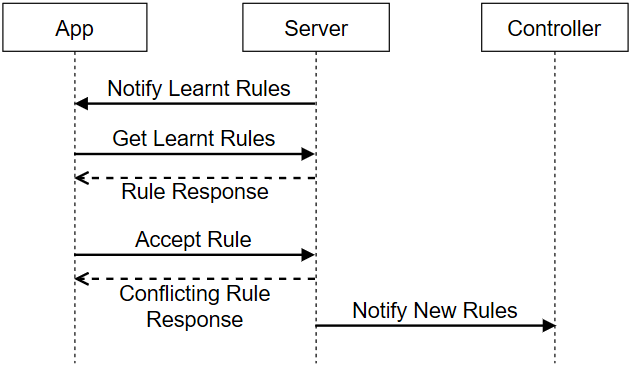 App
Server
Controller
Notify Learnt Rules
Get Learnt Rules
Rule Response
Accept Rule
Conflicting Rule
Response
Notify New Rules